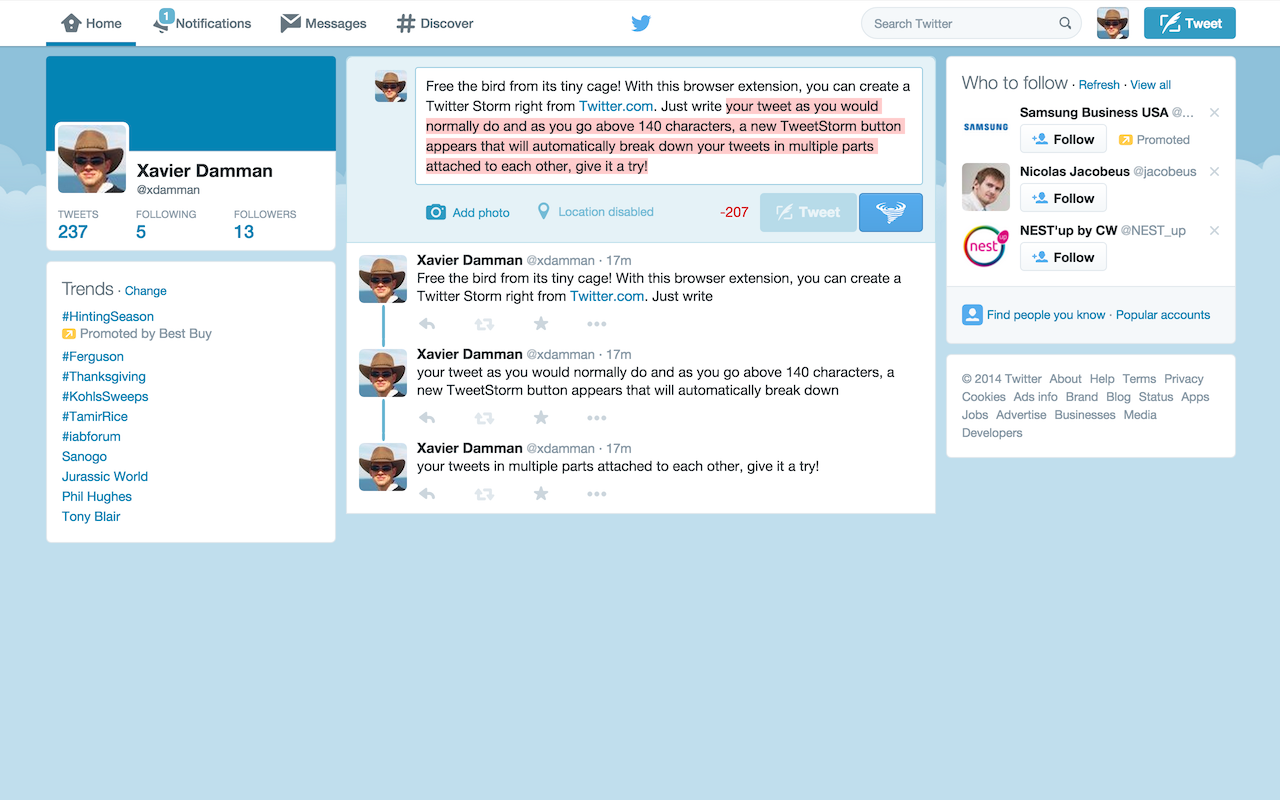 Home
1
Notifications
Messages
Discover
Search Twitter
Tweet
Xavier Damman
@xdamman
TWEETS FOLLOWING FOLLOWERS
237 5 13
Trends · Change
#HintingSeason
Promoted by Best Buy
#Ferguson
#Thanksgiving
#KohlsSweeps
#TamirRice
#iabforum
Sanogo
Jurassic World
Phil Hughes
Tony Blair
Free the bird from its tiny cage! With this browser extension, you can create a
Twitter Storm right from Twitter.com. Just write your tweet as you would
normally do and as you go above 140 characters, a new TweetStorm button
appears that will automatically break down your tweets in multiple parts
attached to each other, give it a try!
Add photo
Location disabled
-207
Tweet
Xavier Damman @xdamman · 17m
Free the bird from its tiny cage! With this browser extension, you can create a
Twitter Storm right from Twitter.com. Just write
Xavier Damman @xdamman · 17m
your tweet as you would normally do and as you go above 140 characters, a
new TweetStorm button appears that will automatically break down
Xavier Damman @xdamman · 17m
your tweets in multiple parts attached to each other, give it a try!
Who to follow · Refresh · View all
SAMSUNG
Samsung Business USA @...
Follow
Promoted
Nicolas Jacobeus @jacobeus
Follow
nest up
NEST'up by CW @NEST_up
Follow
Find people you know · Popular accounts
© 2014 Twitter About Help Terms Privacy
Cookies Ads info Brand Blog Status Apps
Jobs Advertise Businesses Media
Developers